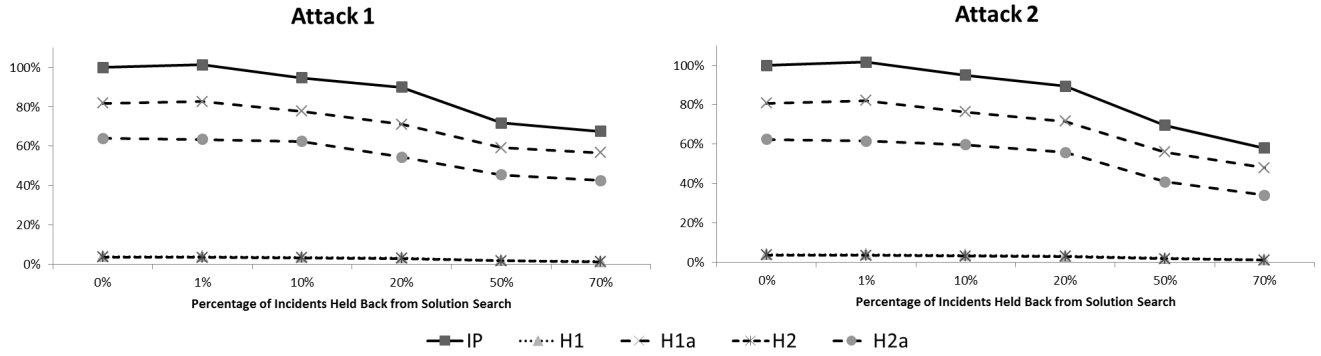 Attack 1
100%
80%
60%
40%
20%
0%
0% 1% 10% 20% 50% 70%
Percentage of Incidents Held Back from Solution Search
Attack 2
100%
80%
60%
40%
20%
0%
0% 1% 10% 20% 50% 70%
Percentage of Incidents Held Back from Solution Search
IP H1 H1a H2 H2a